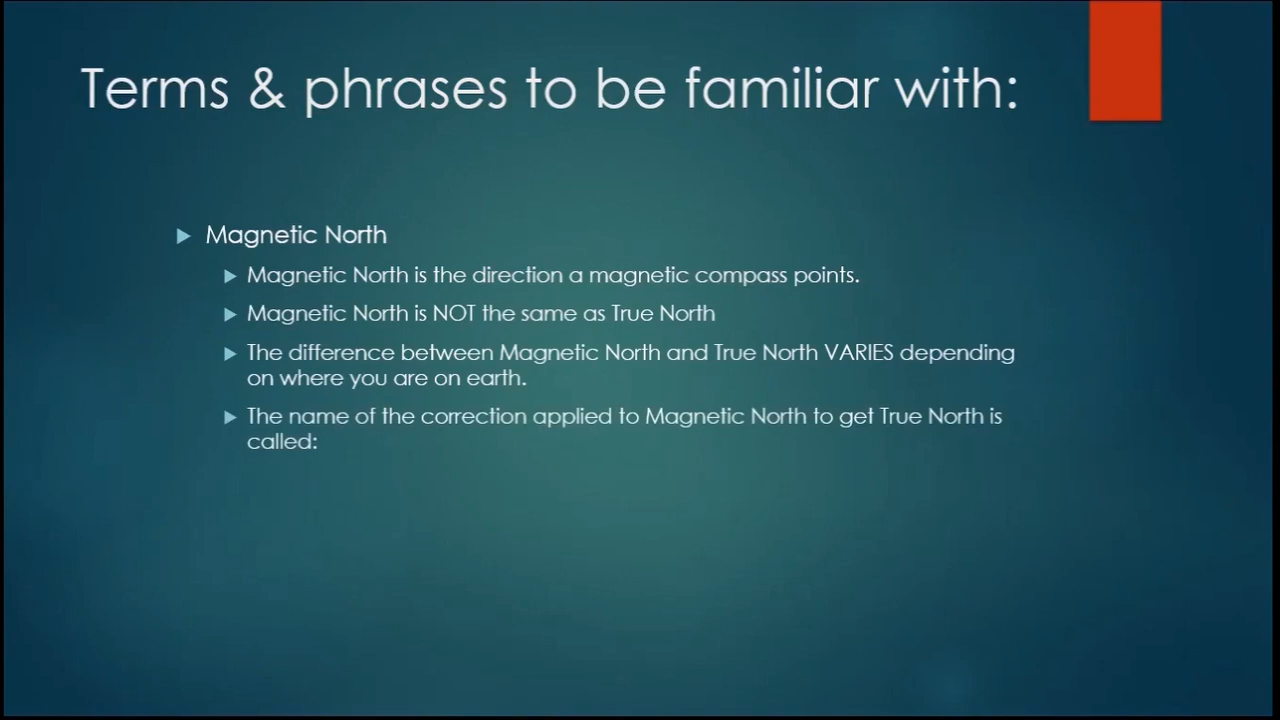 Terms & phrases to be familiar with:
Magnetic North
Magnetic North is the direction a magnetic compass points.
Magnetic North is NOT the same as True North
The difference between Magnetic North and True North VARIES depending
on where you are on earth.
The name of the correction applied to Magnetic North to get True North is
called: